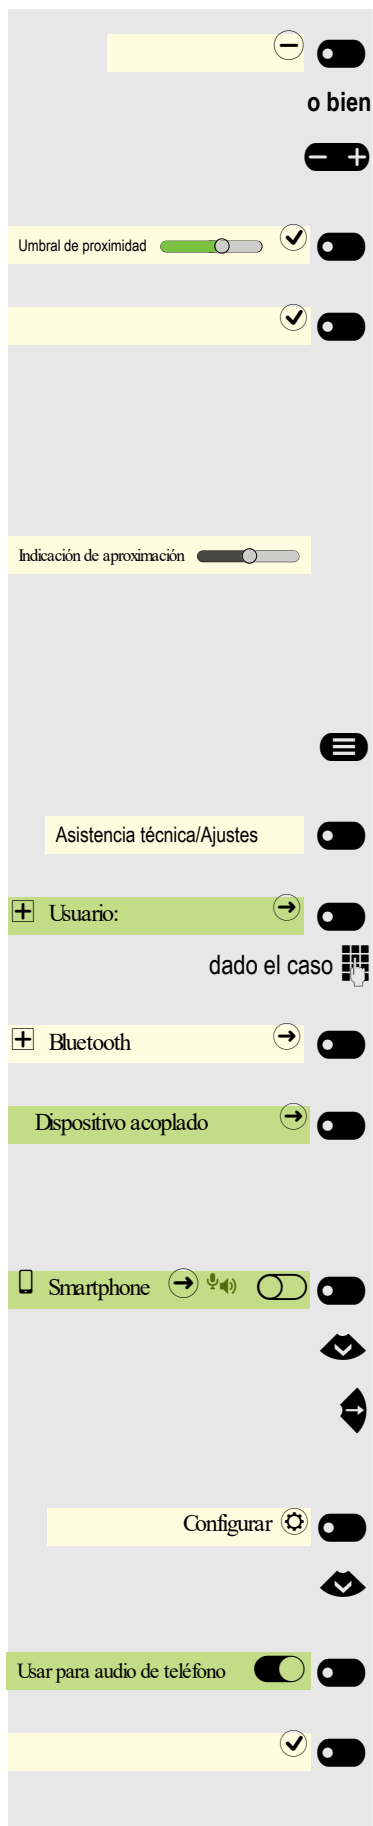 o bien
Umbral de proximidad
Indicación de aproximación
Asistencia técnica/Ajustes
Usuario:
dado el caso
Bluetooth
Dispositivo acoplado
Smartphone
Configurar
Usar para audio de teléfono